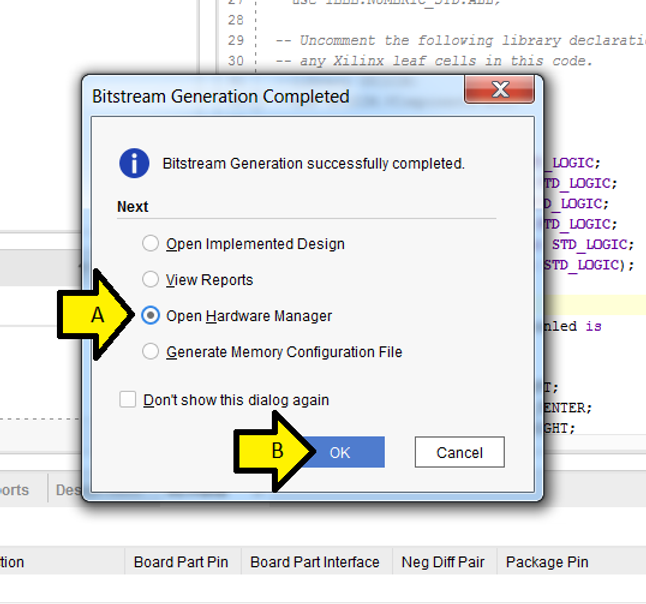 27 use IEEE.NUMERIC_STD.ALL;
28
29 -- Uncomment the following library declaratio
30 -- any Xilinx leaf cells in this code.
Bitstream Generation Completed
Bitstream Generation successfully completed.
Next
Open Implemented Design
View Reports
A
Open Hardware Manager
Generate Memory Configuration File
Don't show this dialog again
B
OK
Cancel
_LOGIC;
TD_LOGIC;
D_LOGIC;
TD_LOGIC;
STD_LOGIC;
STD_LOGIC);
nled is
T;
ENTER;
GHT;
orts
Des
tion
Board Part Pin
Board Part Interface
Neg Diff Pair
Package Pin